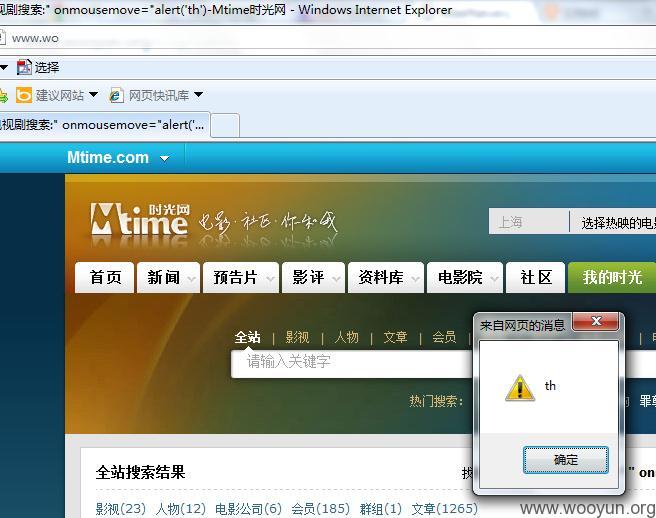 视剧搜索:" onmousemove="alert('th')-Mtime时光网 - Windows Internet Explorer
www.wo
选择
建议网站 网页快讯库
视剧搜索:" onmousemove="alert('...
Mtime.com
Mtime 时光网 电影·社区·你和我
上海 选择热映的电影
首页 新闻 预告片 影评 资料库 电影院 社区 我的时光
来自网页的消息
全站 | 影视 | 人物 | 文章 | 会员
请输入关键字
th
热门搜索:
确定
全站搜索结果
" on
影视(23) 人物(12) 电影公司(6) 会员(185) 群组(1) 文章(1265)
www.wooyun.org